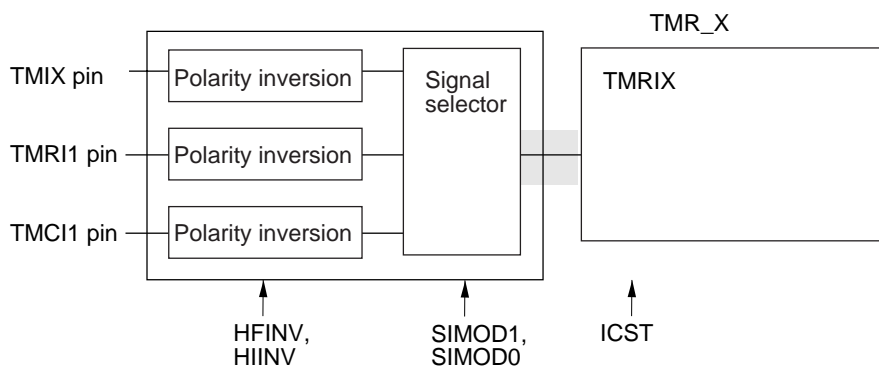 TMR_X
TMIX pin
Polarity inversion
Signal
selector
TMRIX
TMRI1 pin
Polarity inversion
TMCI1 pin
Polarity inversion
HFINV,
HIINV
SIMOD1,
SIMOD0
ICST